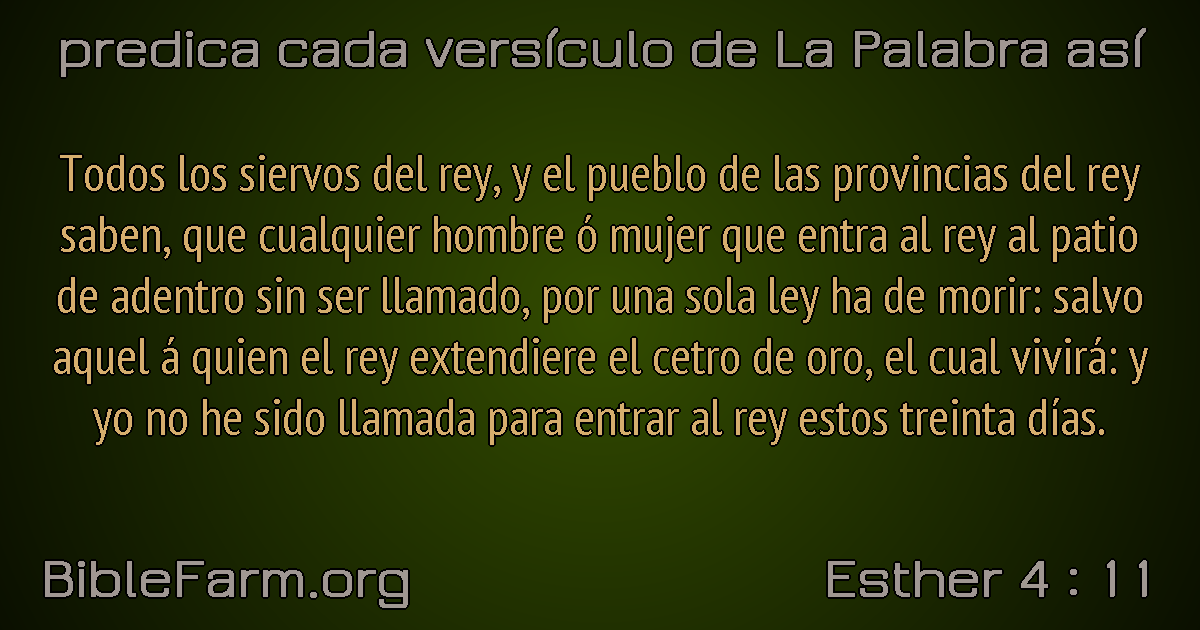 predica cada versículo de La Palabra así
Todos los siervos del rey, y el pueblo de las provincias del rey
saben, que cualquier hombre ó mujer que entra al rey al patio
de adentro sin ser llamado, por una sola ley ha de morir: salvo
aquel á quien el rey extendiere el cetro de oro, el cual vivirá: y
yo no he sido llamada para entrar al rey estos treinta días.
BibleFarm.org
Esther 4 : 11